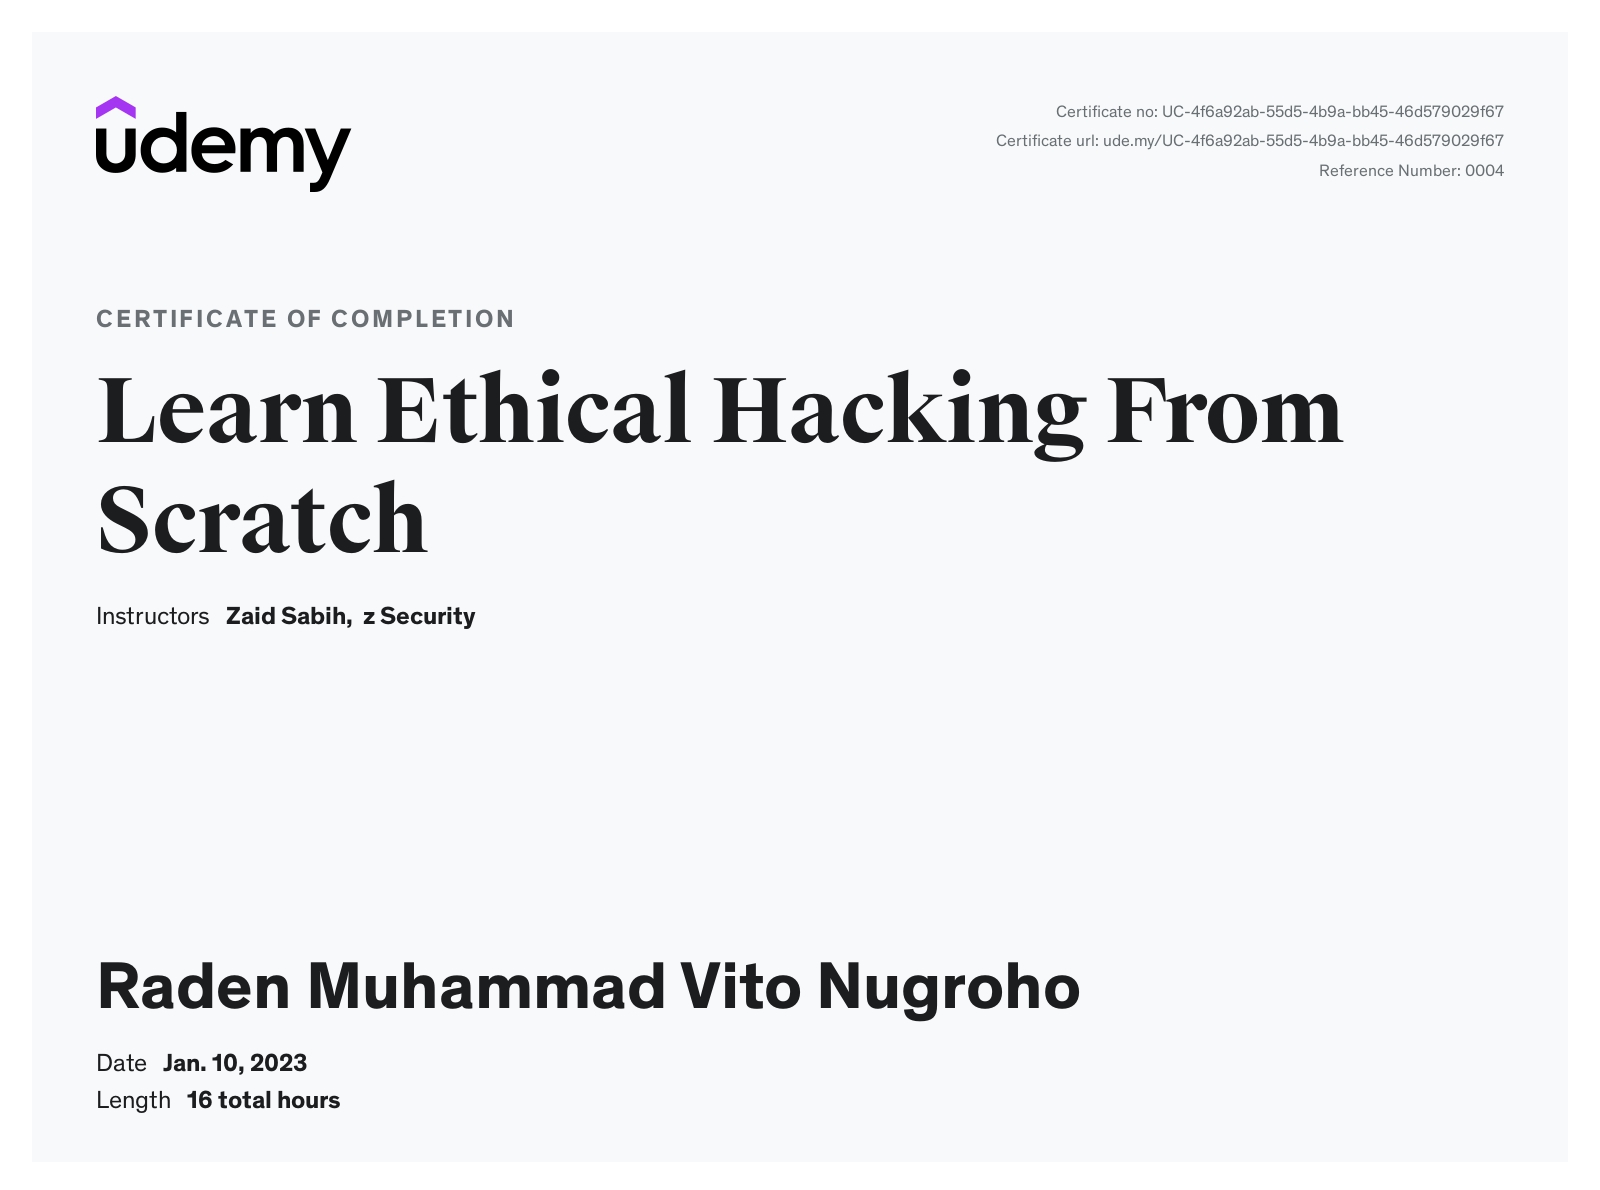 udemy
Certificate no: UC-4f6a92ab-55d5-4b9a-bb45-46d579029f67
Certificate url: ude.my/UC-4f6a92ab-55d5-4b9a-bb45-46d579029f67
Reference Number: 0004
CERTIFICATE OF COMPLETION
Learn Ethical Hacking From
Scratch
Instructors Zaid Sabih, z Security
Raden Muhammad Vito Nugroho
Date Jan. 10, 2023
Length 16 total hours